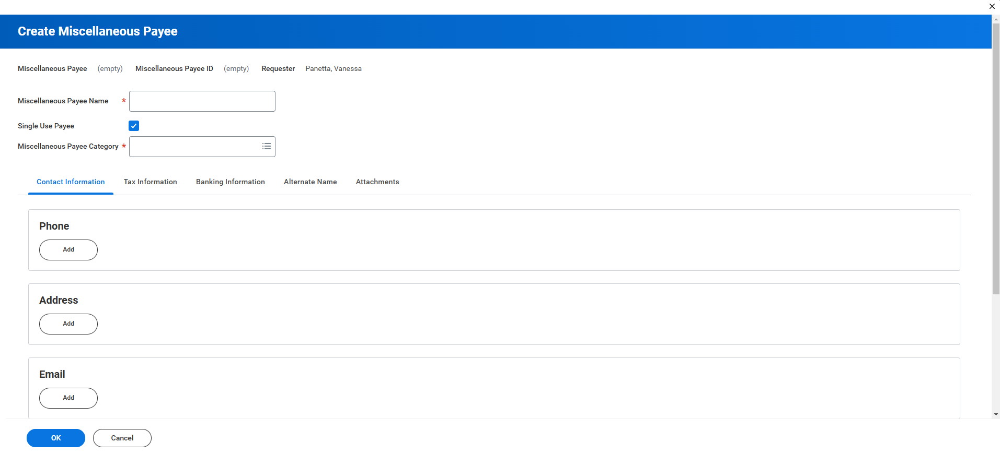 Create Miscellaneous Payee
Miscellaneous Payee (empty) Miscellaneous Payee ID (empty) Requester Panetta, Vanessa
Miscellaneous Payee Name *
Single Use Payee
Miscellaneous Payee Category *
Contact Information Tax Information Banking Information Alternate Name Attachments
Phone
Add
Address
Add
Email
Add
OK Cancel